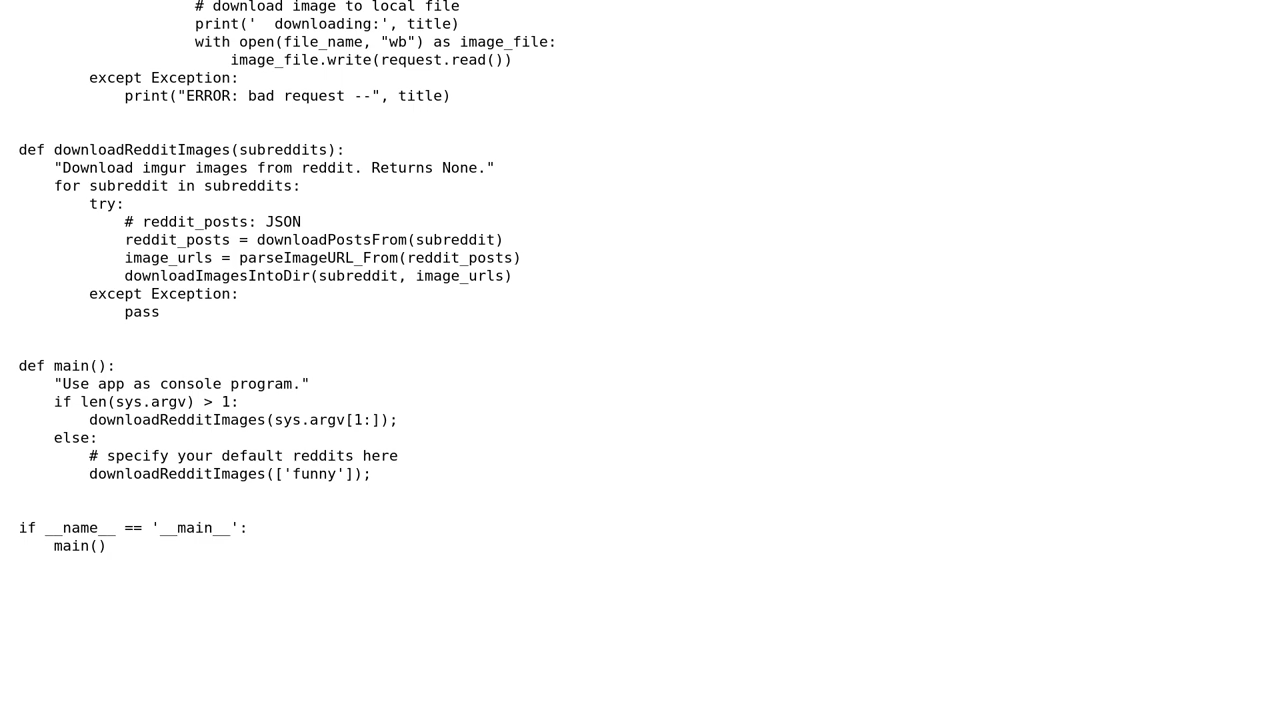 # download image to local file
                    print('  downloading:', title)
                    with open(file_name, "wb") as image_file:
                        image_file.write(request.read())
        except Exception:
            print("ERROR: bad request --", title)


def downloadRedditImages(subreddits):
    "Download imgur images from reddit. Returns None."
    for subreddit in subreddits:
        try:
            # reddit_posts: JSON
            reddit_posts = downloadPostsFrom(subreddit)
            image_urls = parseImageURL_From(reddit_posts)
            downloadImagesIntoDir(subreddit, image_urls)
        except Exception:
            pass


def main():
    "Use app as console program."
    if len(sys.argv) > 1:
        downloadRedditImages(sys.argv[1:]);
    else:
        # specify your default reddits here
        downloadRedditImages(['funny']);


if __name__ == '__main__':
    main()